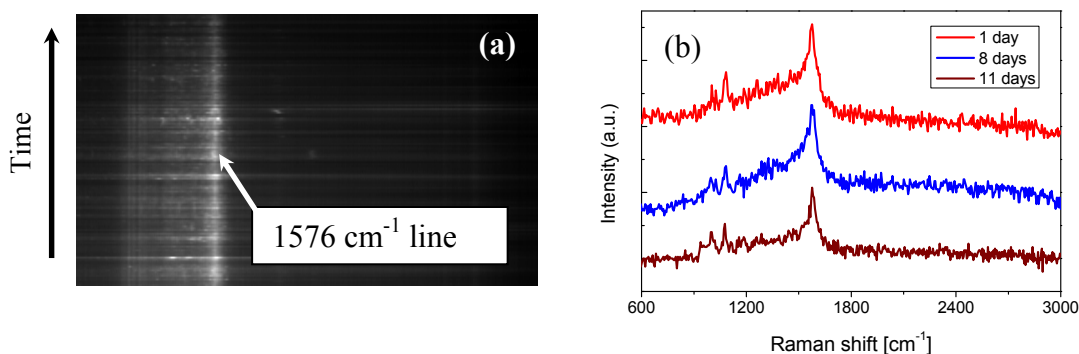 Time
(a)
1576 cm⁻¹ line
(b)
1 day
8 days
11 days
Intensity (a.u.)
600 1200 1800 2400 3000
Raman shift [cm⁻¹]